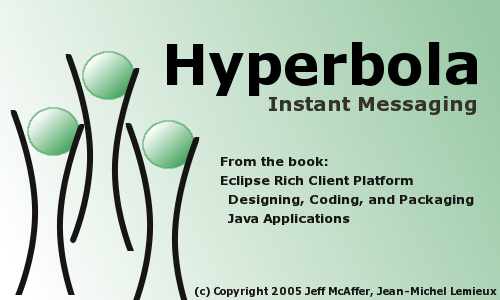 Hyperbola
Instant Messaging
From the book:
Eclipse Rich Client Platform
Designing, Coding, and Packaging
Java Applications
(c) Copyright 2005 Jeff McAffer, Jean-Michel Lemieux